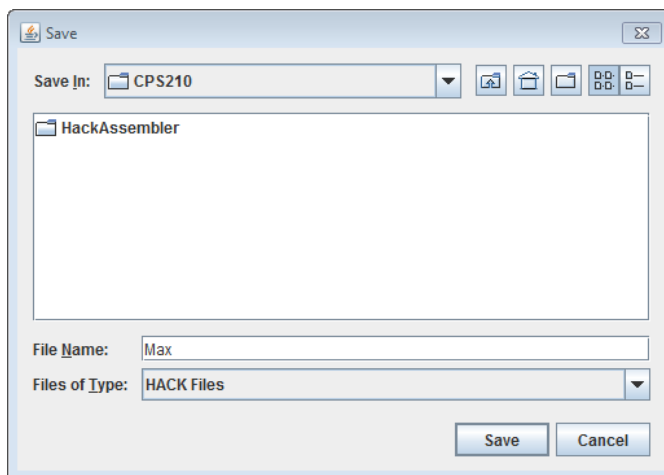 Save
Save In: CPS210
HackAssembler
File Name: Max
Files of Type: HACK Files
Save Cancel